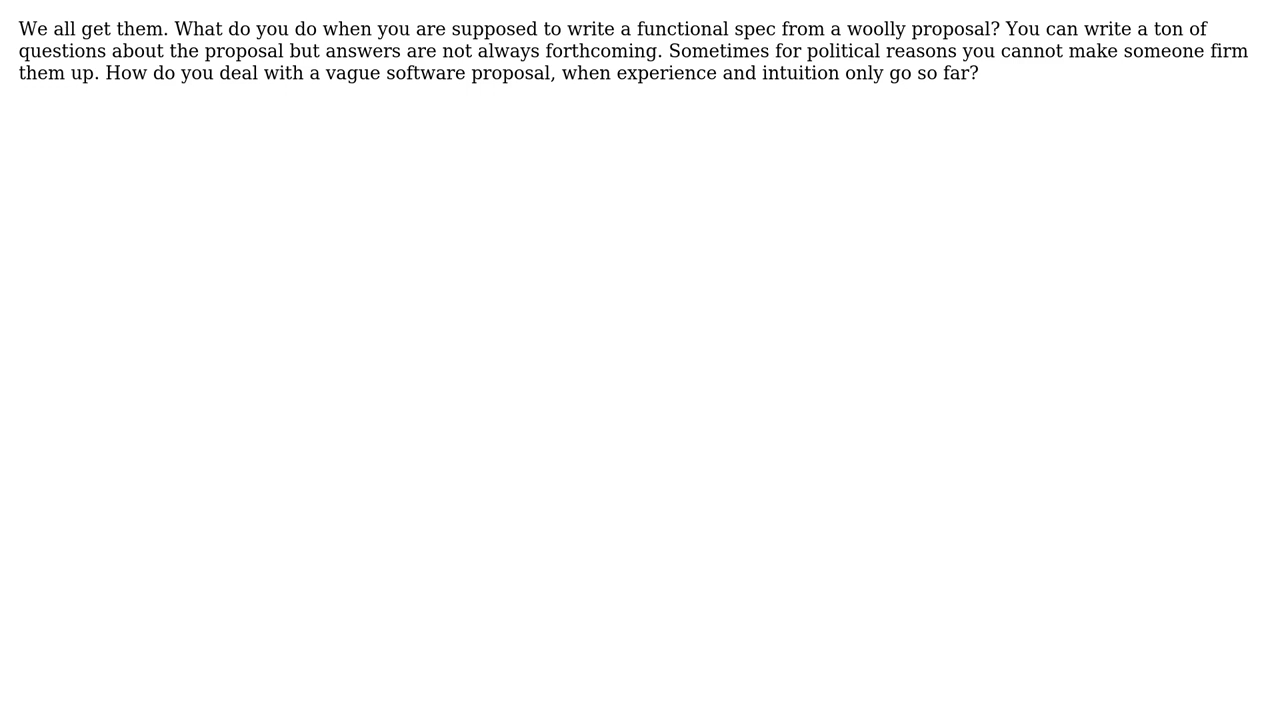 We all get them. What do you do when you are supposed to write a functional spec from a woolly proposal? You can write a ton of
questions about the proposal but answers are not always forthcoming. Sometimes for political reasons you cannot make someone firm
them up. How do you deal with a vague software proposal, when experience and intuition only go so far?